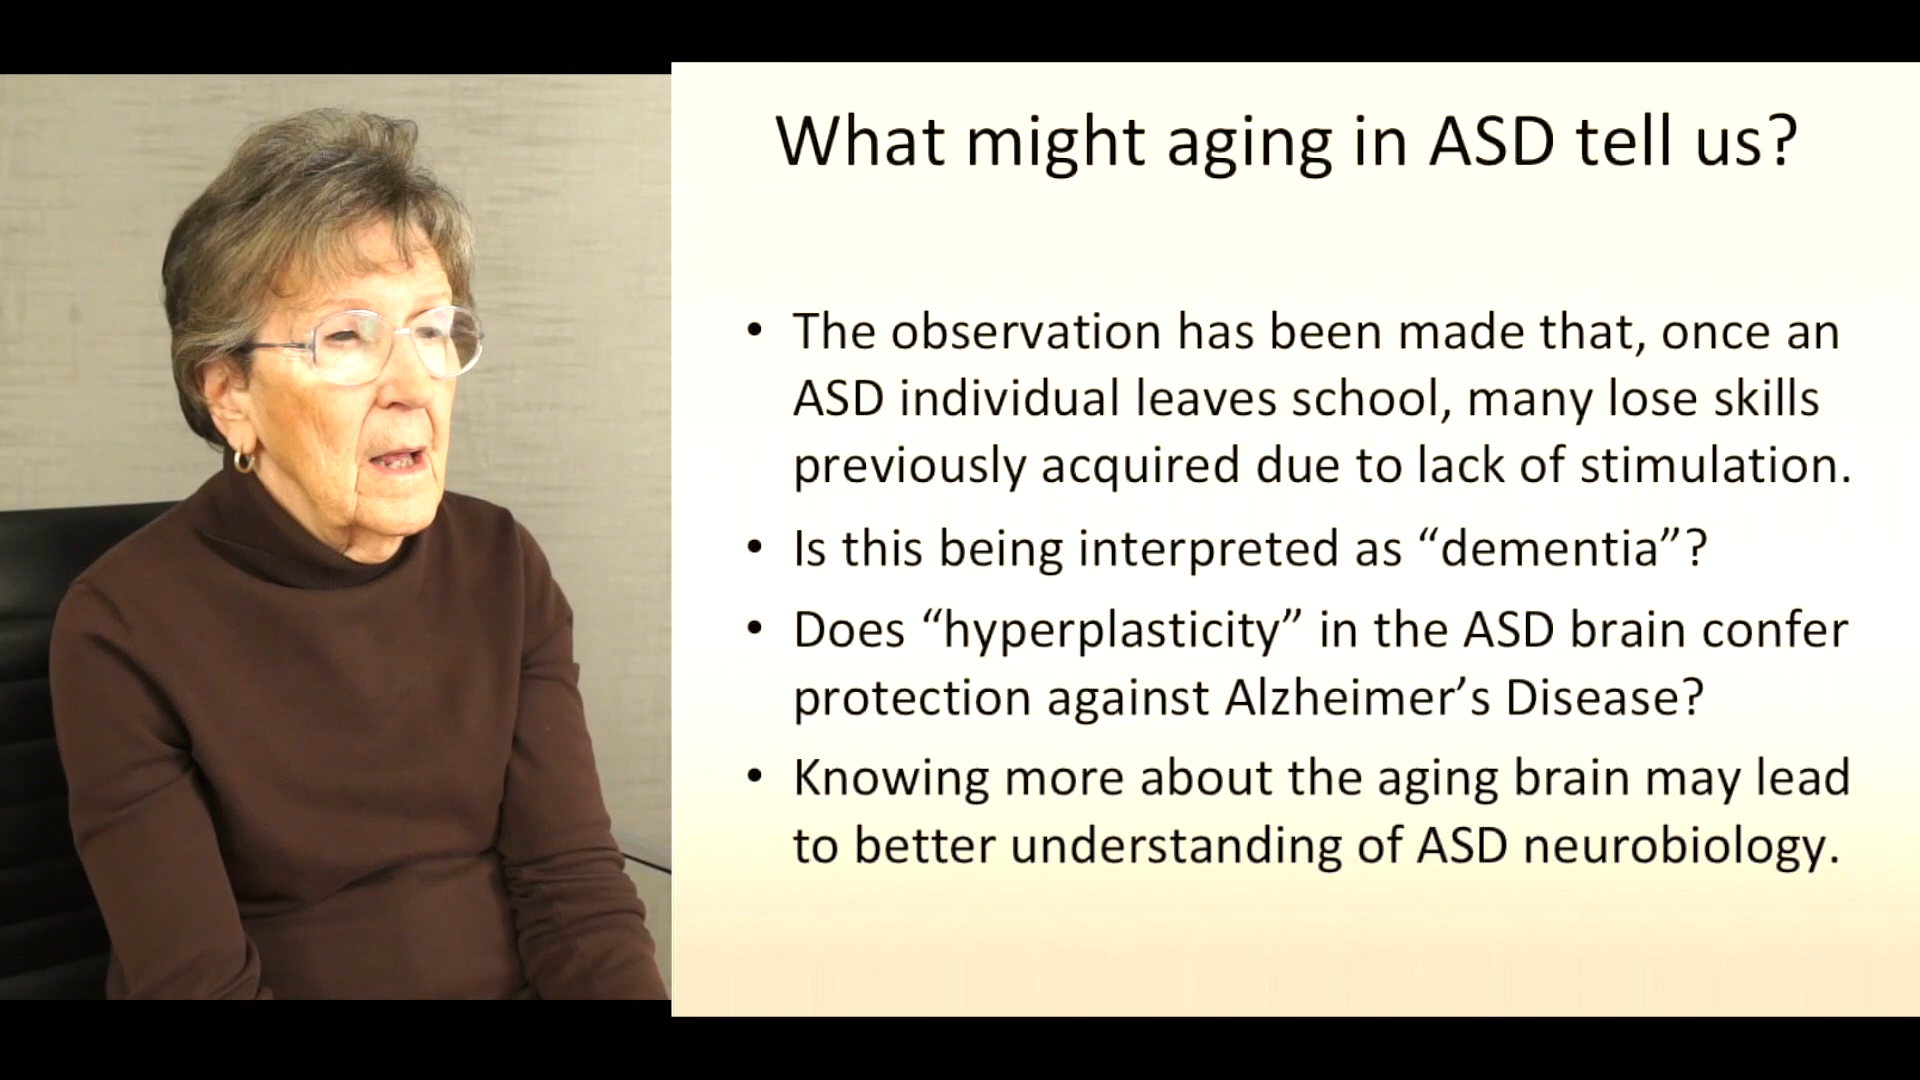 What might aging in ASD tell us?
• The observation has been made that, once an
ASD individual leaves school, many lose skills
previously acquired due to lack of stimulation.
• Is this being interpreted as “dementia”?
• Does “hyperplasticity” in the ASD brain confer
protection against Alzheimer’s Disease?
• Knowing more about the aging brain may lead
to better understanding of ASD neurobiology.